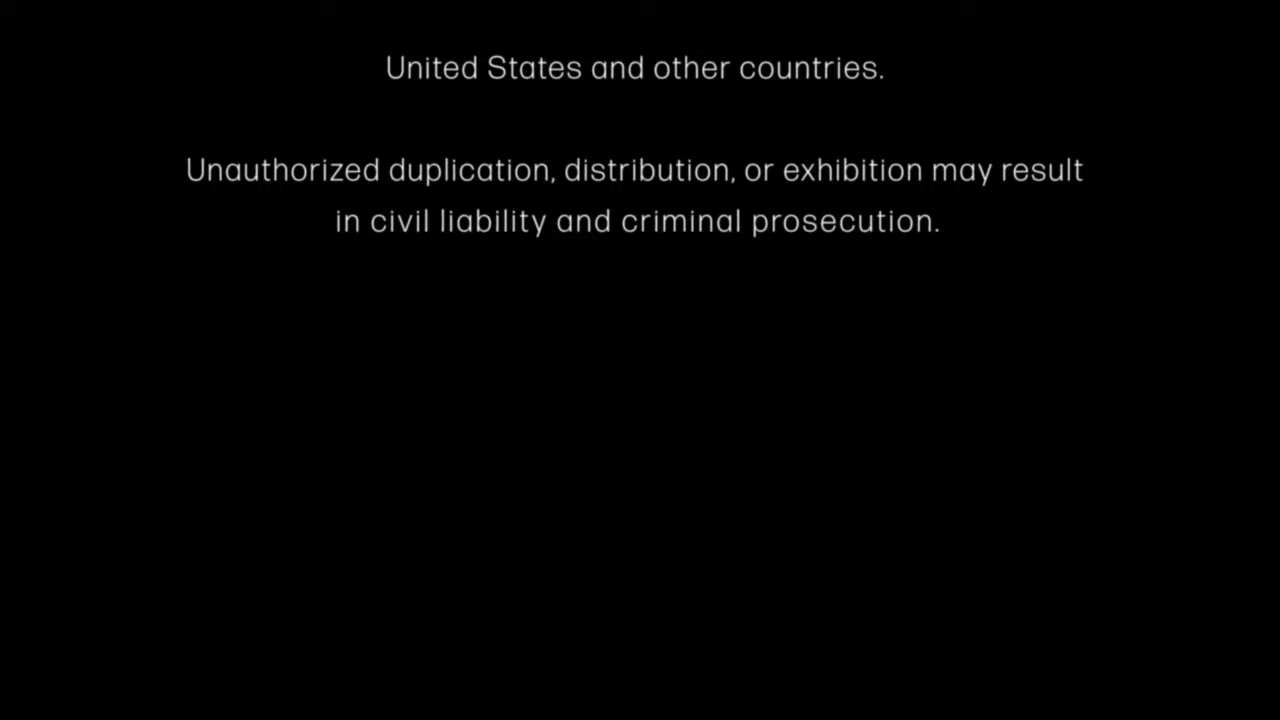 United States and other countries.
Unauthorized duplication, distribution, or exhibition may result
in civil liability and criminal prosecution.